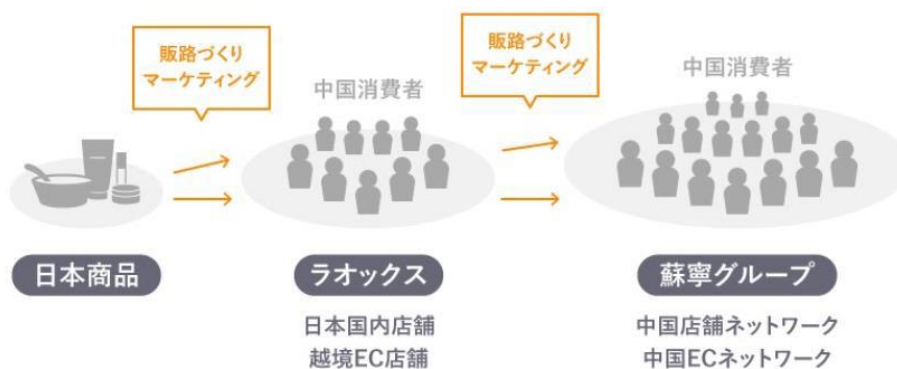 販路づくり
マーケティング
販路づくり
マーケティング
中国消費者
中国消費者
日本商品
ラオックス
蘇寧グループ
日本国内店舗
越境EC店舗
中国店舗ネットワーク
中国ECネットワーク